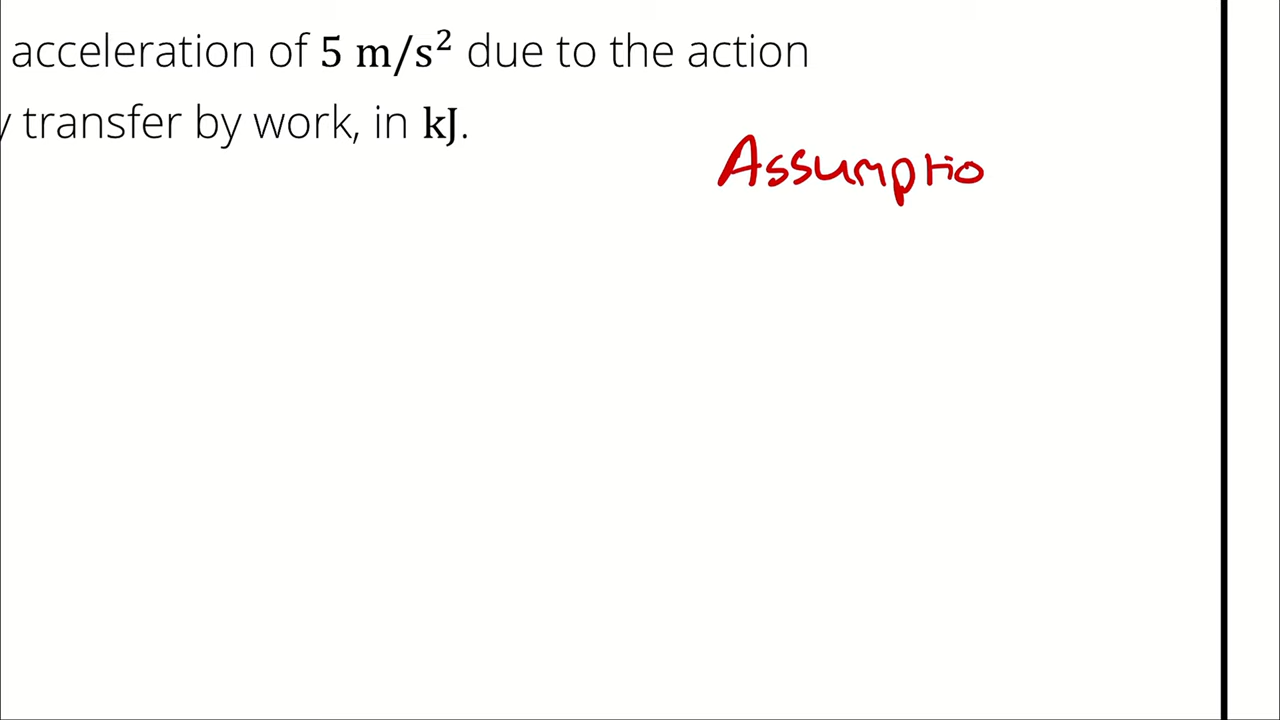 acceleration of 5 m/s² due to the action
y transfer by work, in kJ.
Assumptio